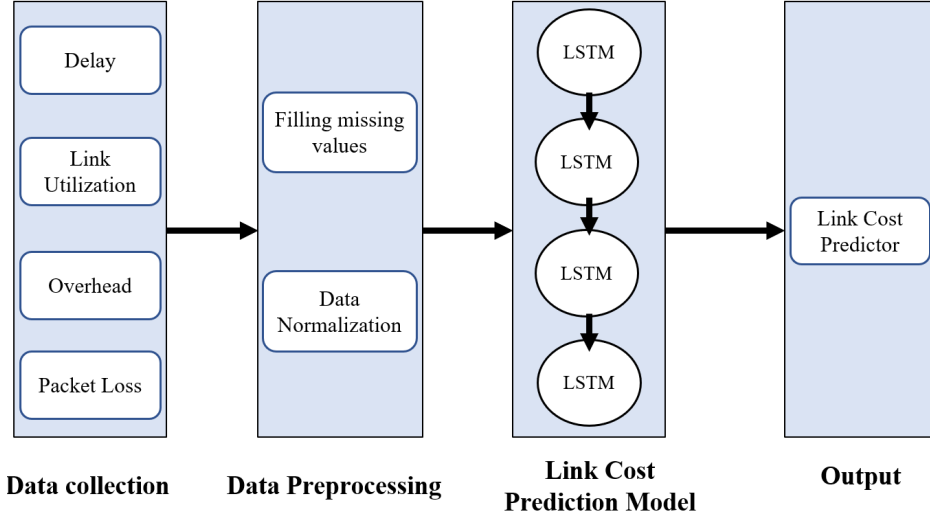 Delay
Link
Utilization
Overhead
Packet Loss
Data collection
Filling missing
values
Data
Normalization
Data Preprocessing
LSTM
LSTM
LSTM
LSTM
Link Cost
Prediction Model
Link Cost
Predictor
Output